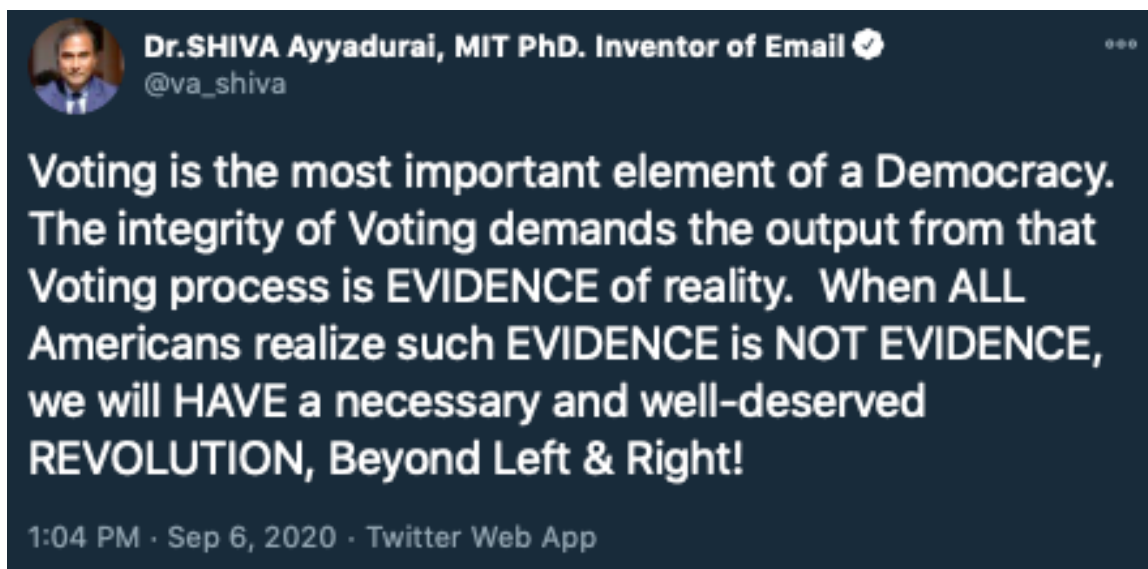 Dr.SHIVA Ayyadurai, MIT PhD. Inventor of Email
@va_shiva
Voting is the most important element of a Democracy.
The integrity of Voting demands the output from that
Voting process is EVIDENCE of reality.  When ALL
Americans realize such EVIDENCE is NOT EVIDENCE,
we will HAVE a necessary and well-deserved
REVOLUTION, Beyond Left & Right!
1:04 PM · Sep 6, 2020 · Twitter Web App